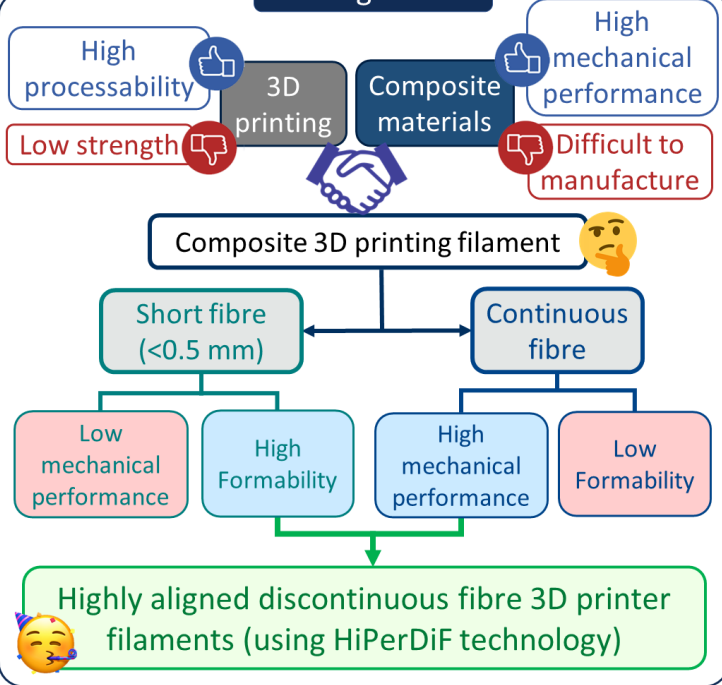 High
processability
Low strength
3D
printing
Composite
materials
High
mechanical
performance
Difficult to
manufacture
Composite 3D printing filament
Short fibre
(<0.5 mm)
Continuous
fibre
Low
mechanical
performance
High
Formability
High
mechanical
performance
Low
Formability
Highly aligned discontinuous fibre 3D printer
filaments (using HiPerDiF technology)